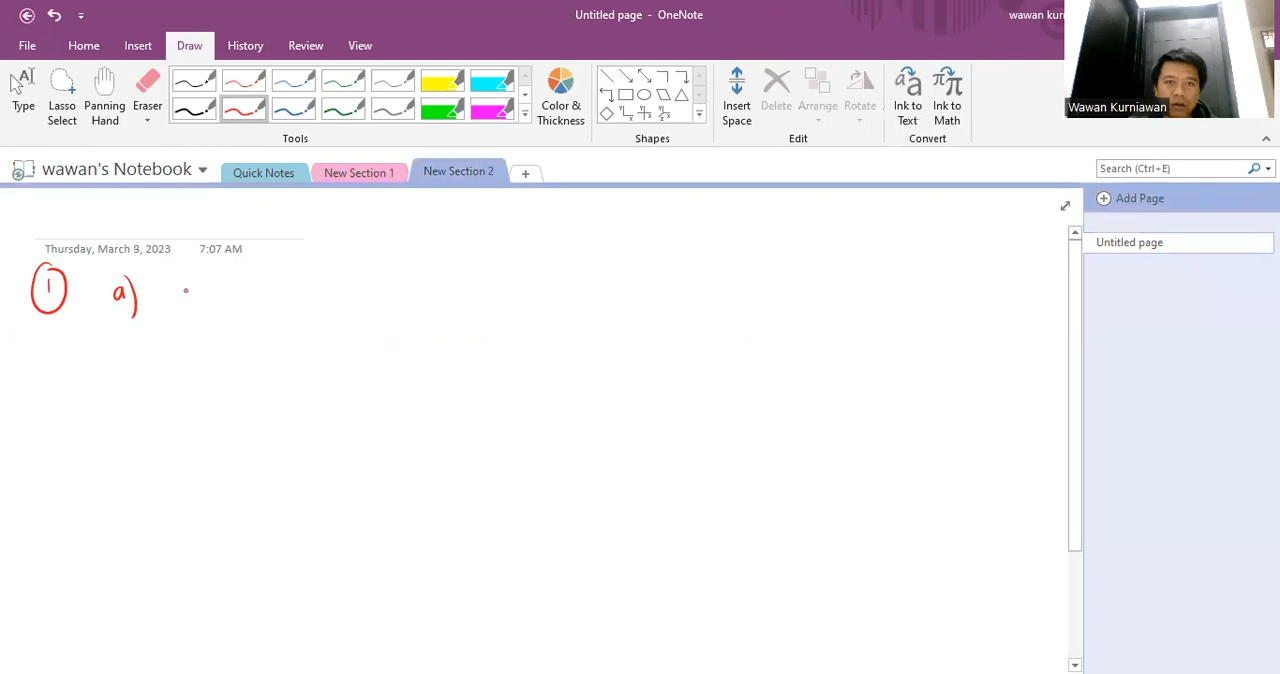 Untitled page - OneNote
wawan kurn
File Home Insert Draw History Review View
Type
Lasso Select
Panning Hand
Eraser
Color & Thickness
Insert Space
Delete
Arrange
Rotate
Ink to Text
Ink to Math
Tools
Shapes
Edit
Convert
Wawan Kurniawan
wawan's Notebook
Quick Notes
New Section 1
New Section 2
Search (Ctrl+E)
Add Page
Untitled page
Thursday, March 9, 2023 7:07 AM
1 a)